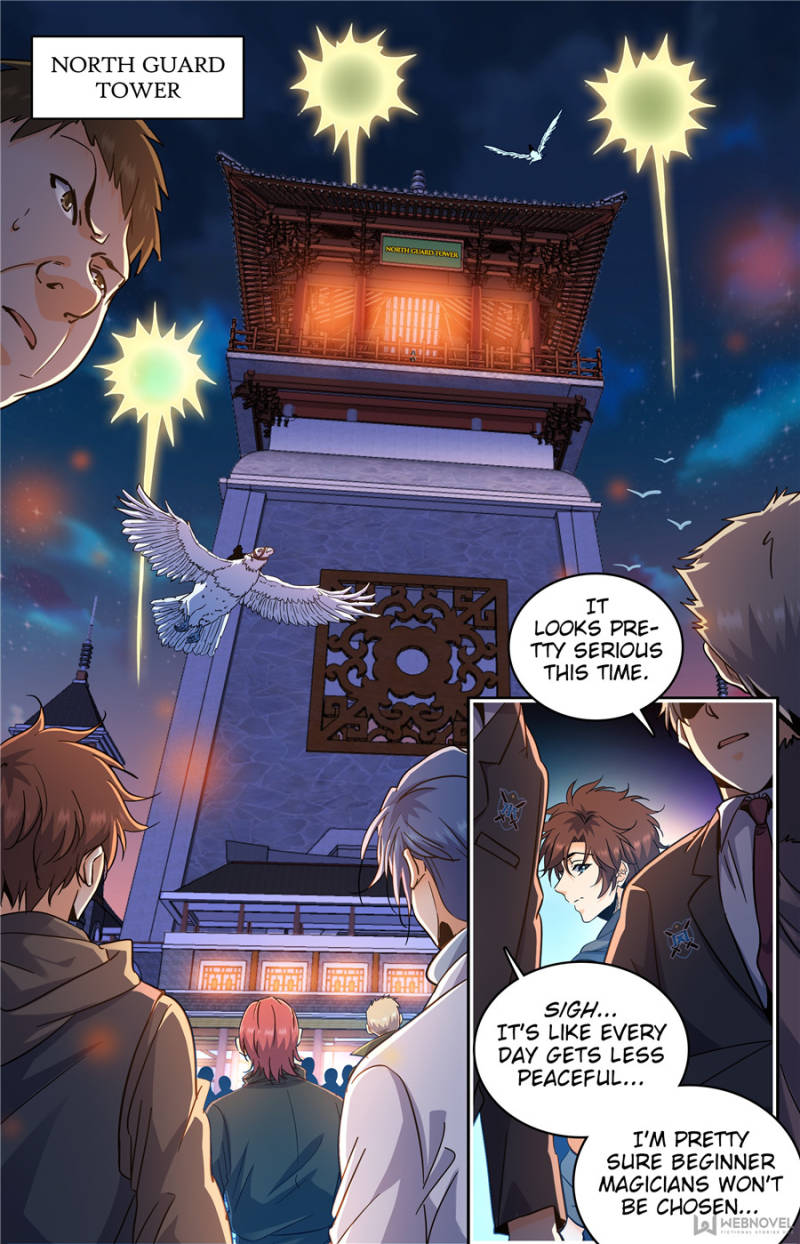 NORTH GUARD
TOWER
NORTH GUARD TOWER
IT
LOOKS PRE-
TTY SERIOUS
THIS TIME.
SIGH...
IT'S LIKE EVERY
DAY GETS LESS
PEACEFUL...
I'M PRETTY
SURE BEGINNER
MAGICIANS WON'T
BE CHOSEN...
WEBNOVEL